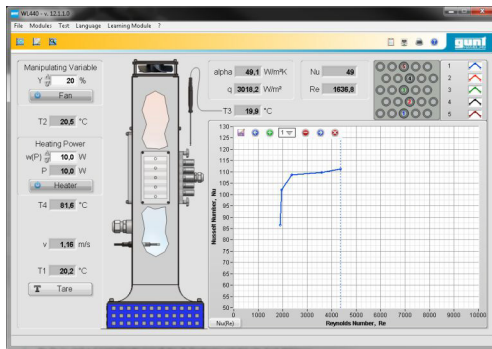 WL440 - v. 12.1.1.0
File Modules Text Language Learning Module ?
gunt
Manipulating Variable
Y 20 %
Fan
T2 20,5 °C
Heating Power
w(P) 10,0 W
P 10,0 W
Heater
T4 81,6 °C
v 1,16 m/s
T1 20,2 °C
T Tare
alpha 49,1 W/m²K
q 3018,2 W/m²
T3 19,9 °C
Nu 49
Re 1636,8
1
2
3
4
5
1
130
125
120
115
110
105
100
95
90
85
80
75
70
65
60
55
50
Nusselt Number, Nu
0 1000 2000 3000 4000 5000 6000 7000 8000 9000 10000
Nu(Re)
Reynolds Number, Re